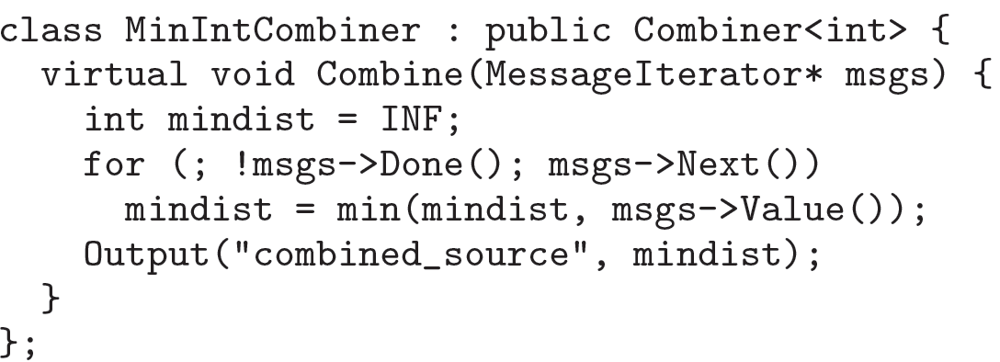 class MinIntCombiner : public Combiner<int> {
  virtual void Combine(MessageIterator* msgs) {
    int mindist = INF;
    for (; !msgs->Done(); msgs->Next())
      mindist = min(mindist, msgs->Value());
    Output("combined_source", mindist);
  }
};